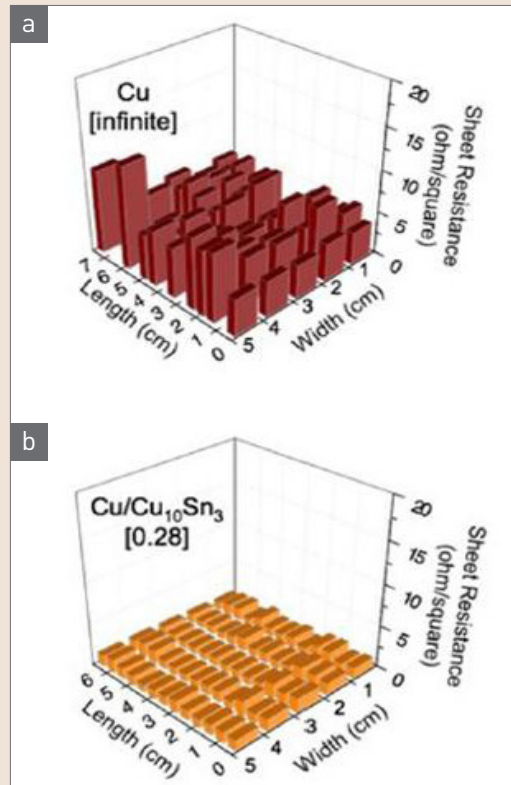 a
Cu
[infinite]
20
15
10
5
0
Sheet Resistance
(ohm/square)
7
6
5
4
3
2
1
0
Length (cm)
5
4
3
2
1
Width (cm)
b
Cu/Cu₁₀Sn₃
[0.28]
20
15
10
5
0
Sheet Resistance
(ohm/square)
6
5
4
3
2
1
0
Length (cm)
5
4
3
2
1
Width (cm)